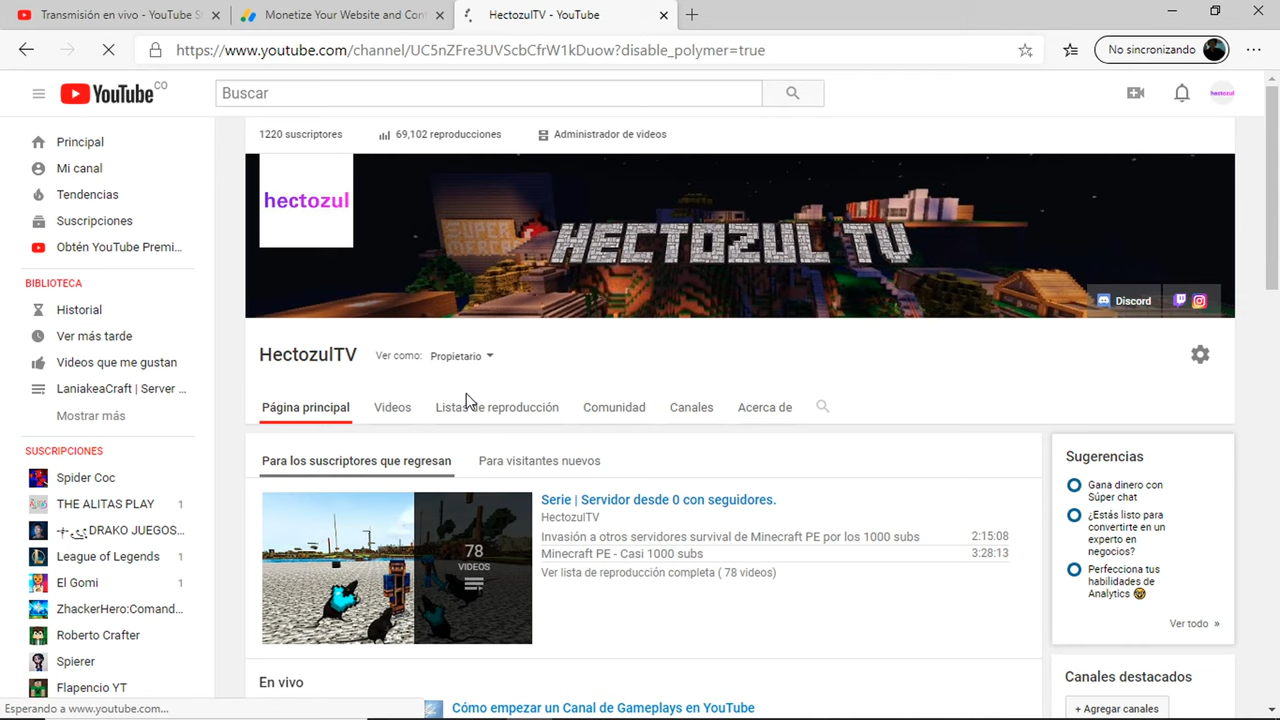 Transmisión en vivo - YouTube S
Monetize Your Website and Cont
HectozulTV - YouTube
https://www.youtube.com/channel/UC5nZFre3UVScbCfrW1kDuow?disable_polymer=true
No sincronizando
YouTube CO
Buscar
hectozul
1220 suscriptores
69,102 reproducciones
Administrador de videos
Principal
Mi canal
Tendencias
Suscripciones
Obtén YouTube Premi...
BIBLIOTECA
Historial
Ver más tarde
Videos que me gustan
LaniakeaCraft | Server ...
Mostrar más
SUSCRIPCIONES
Spider Coc
THE ALITAS PLAY 1
DRAKO JUEGOS...
League of Legends 1
El Gomi 1
ZhackerHero:Comand...
Roberto Crafter
Spierer
Flapencio YT
Esperando a www.youtube.com...
hectozul
SUPER
MERCA
HECTOZUL TV
Discord
HectozulTV
Ver como: Propietario
Página principal
Videos
Listas de reproducción
Comunidad
Canales
Acerca de
Para los suscriptores que regresan
Para visitantes nuevos
78
VIDEOS
Serie | Servidor desde 0 con seguidores.
HectozulTV
Invasión a otros servidores survival de Minecraft PE por los 1000 subs 2:15:08
Minecraft PE - Casi 1000 subs 3:28:13
Ver lista de reproducción completa ( 78 videos)
En vivo
Cómo empezar un Canal de Gameplays en YouTube
Sugerencias
Gana dinero con
Súper chat
¿Estás listo para
convertirte en un
experto en
negocios?
Perfecciona tus
habilidades de
Analytics 🤓
Ver todo »
Canales destacados
+ Agregar canales